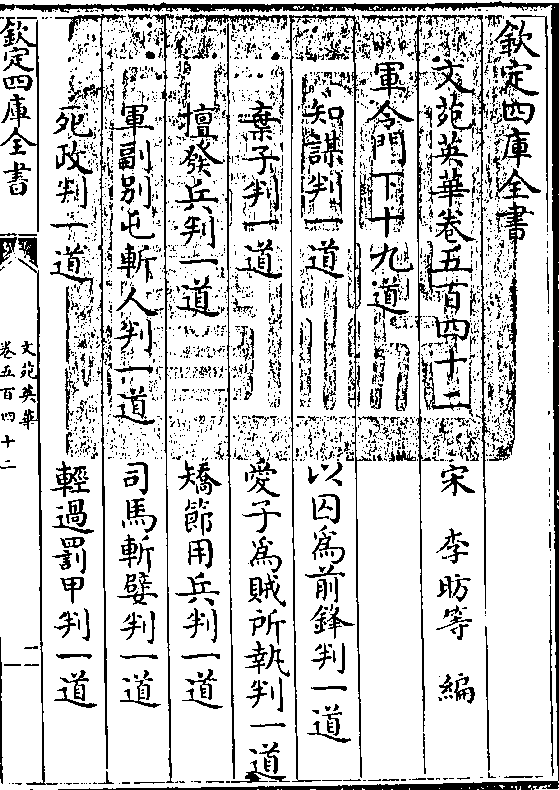 欽定四庫全書
文苑英華卷五百四十二
宋 李昉等 編
軍令門下十九道
知謀判一道 以囚爲前鋒判一道
棄子判一道 愛子爲賊所執判一道
壇發兵判一道 矯節用兵判一道
軍副別屯斬人判一道 司馬斬嬖判一道
死政判一道 輕過罰甲判一道
欽定四庫全書
文苑英華
卷五百四十二
一